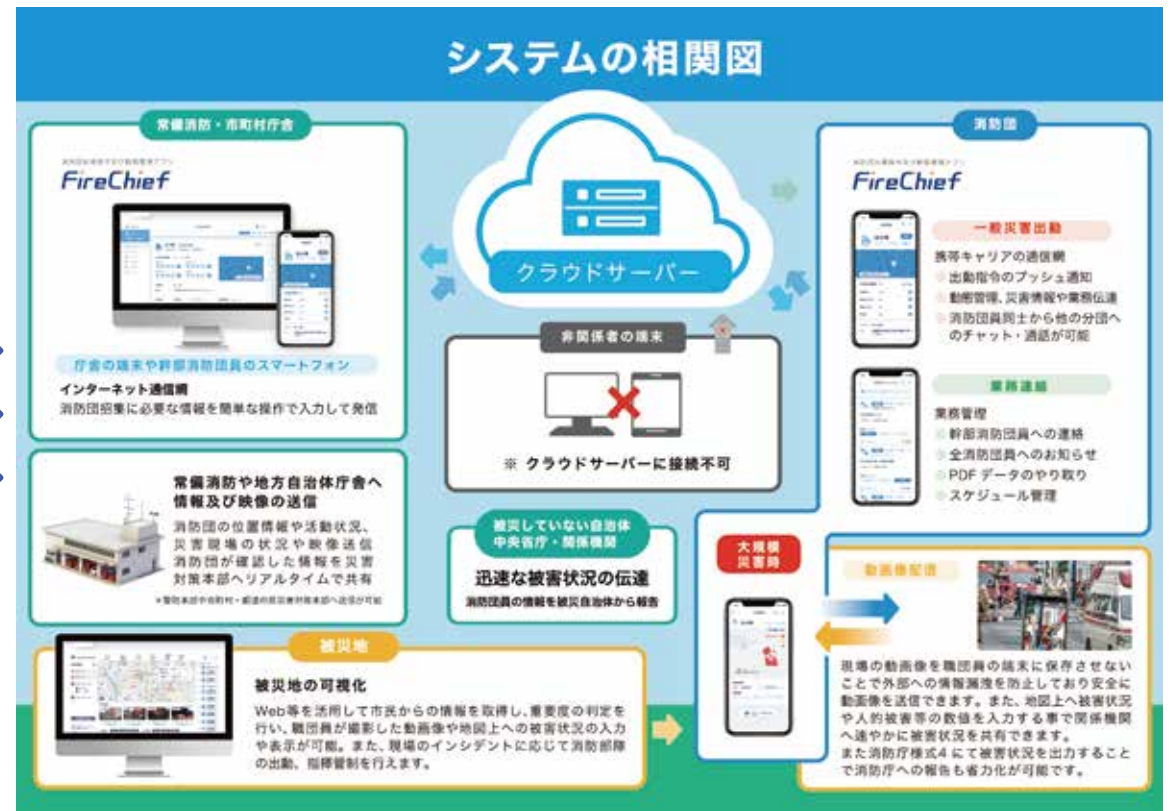 システムの相関図
常備消防・市町村庁舎
FireChief
庁舎の端末や幹部消防団員のスマートフォン
インターネット通信網
消防団招集に必要な情報を簡単な操作で入力して発信
常備消防や地方自治体庁舎へ
情報及び映像の送信
消防団の位置情報や活動状況、
災害現場の状況や映像送信
消防団が確認した情報を災害
対策本部へリアルタイムで共有
クラウドサーバー
非関係者の端末
※ クラウドサーバーに接続不可
被災していない自治体
中央省庁・関係機関
迅速な被害状況の伝達
消防団員の情報を被災自治体から報告
消防団
FireChief
一般災害出動
携帯キャリアの通信網
出動指令のプッシュ通知
動態管理、災害情報や業務伝達
消防団員同士から他の分団へ
のチャット・通話が可能
業務連絡
業務管理
幹部消防団員への連絡
全消防団員へのお知らせ
PDF データのやり取り
スケジュール管理
大規模
災害時
動画像配信
現場の動画像を職団員の端末に保存させない
ことで外部への情報漏洩を防止しており安全に
動画像を送信できます。また、地図上へ被害状況
や人的被害等の数値を入力する事で関係機関
へ速やかに被害状況を共有できます。
また消防庁様式4 にて被害状況を出力すること
で消防庁への報告も省力化が可能です。
被災地
被災地の可視化
Web等を活用して市民からの情報を取得し、重要度の判定を
行い、職団員が撮影した動画像や地図上への被害状況の入力
や表示が可能。また、現場のインシデントに応じて消防部隊
の出動、指揮管制を行えます。